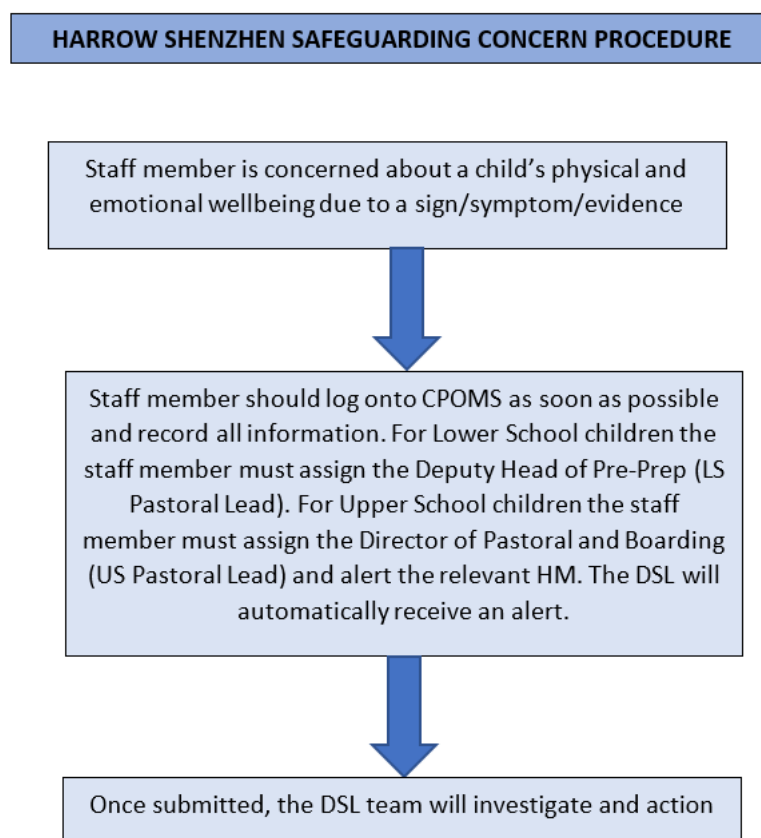 HARROW SHENZHEN SAFEGUARDING CONCERN PROCEDURE
Staff member is concerned about a child’s physical and
emotional wellbeing due to a sign/symptom/evidence
Staff member should log onto CPOMS as soon as possible
and record all information. For Lower School children the
staff member must assign the Deputy Head of Pre-Prep (LS
Pastoral Lead). For Upper School children the staff
member must assign the Director of Pastoral and Boarding
(US Pastoral Lead) and alert the relevant HM. The DSL will
automatically receive an alert.
Once submitted, the DSL team will investigate and action